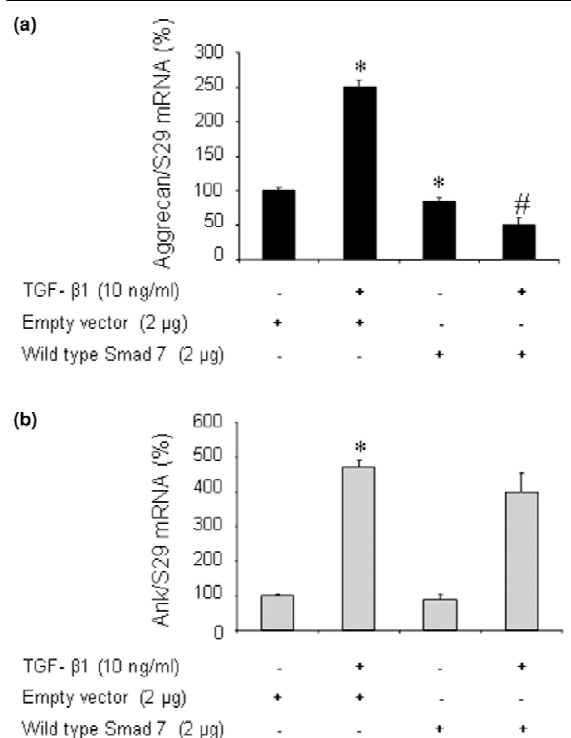 (a)
Aggrecan/S29 mRNA (%)
300
250
200
150
100
50
0
*
*
#
TGF- β1 (10 ng/ml) - + - +
Empty vector (2 µg) + + - -
Wild type Smad 7 (2 µg) - - + +
(b)
Ank/S29 mRNA (%)
600
500
400
300
200
100
0
*
TGF- β1 (10 ng/ml) - + - +
Empty vector (2 µg) + + - -
Wild type Smad 7 (2 µg) - - + +